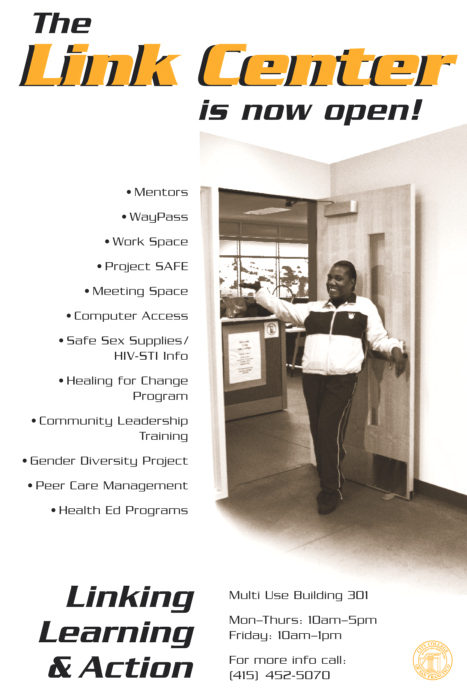 The
Link Center
is now open!
• Mentors
• WayPass
• Work Space
• Project SAFE
• Meeting Space
• Computer Access
• Safe Sex Supplies/
HIV-STI Info
• Healing for Change
Program
• Community Leadership
Training
• Gender Diversity Project
• Peer Care Management
• Health Ed Programs
Linking
Learning
& Action
Multi Use Building 301
Mon-Thurs: 10am-5pm
Friday: 10am-1pm
For more info call:
(415) 452-5070